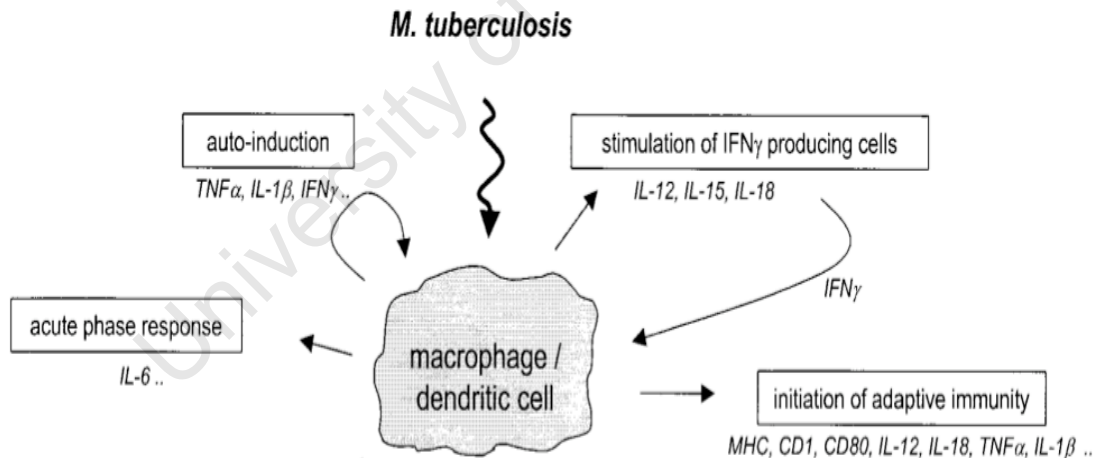 M. tuberculosis
auto-induction
TNFα, IL-1β, IFNγ ..
stimulation of IFNγ producing cells
IL-12, IL-15, IL-18
IFNγ
acute phase response
IL-6 ..
macrophage /
dendritic cell
initiation of adaptive immunity
MHC, CD1, CD80, IL-12, IL-18, TNFα, IL-1β ..
University of